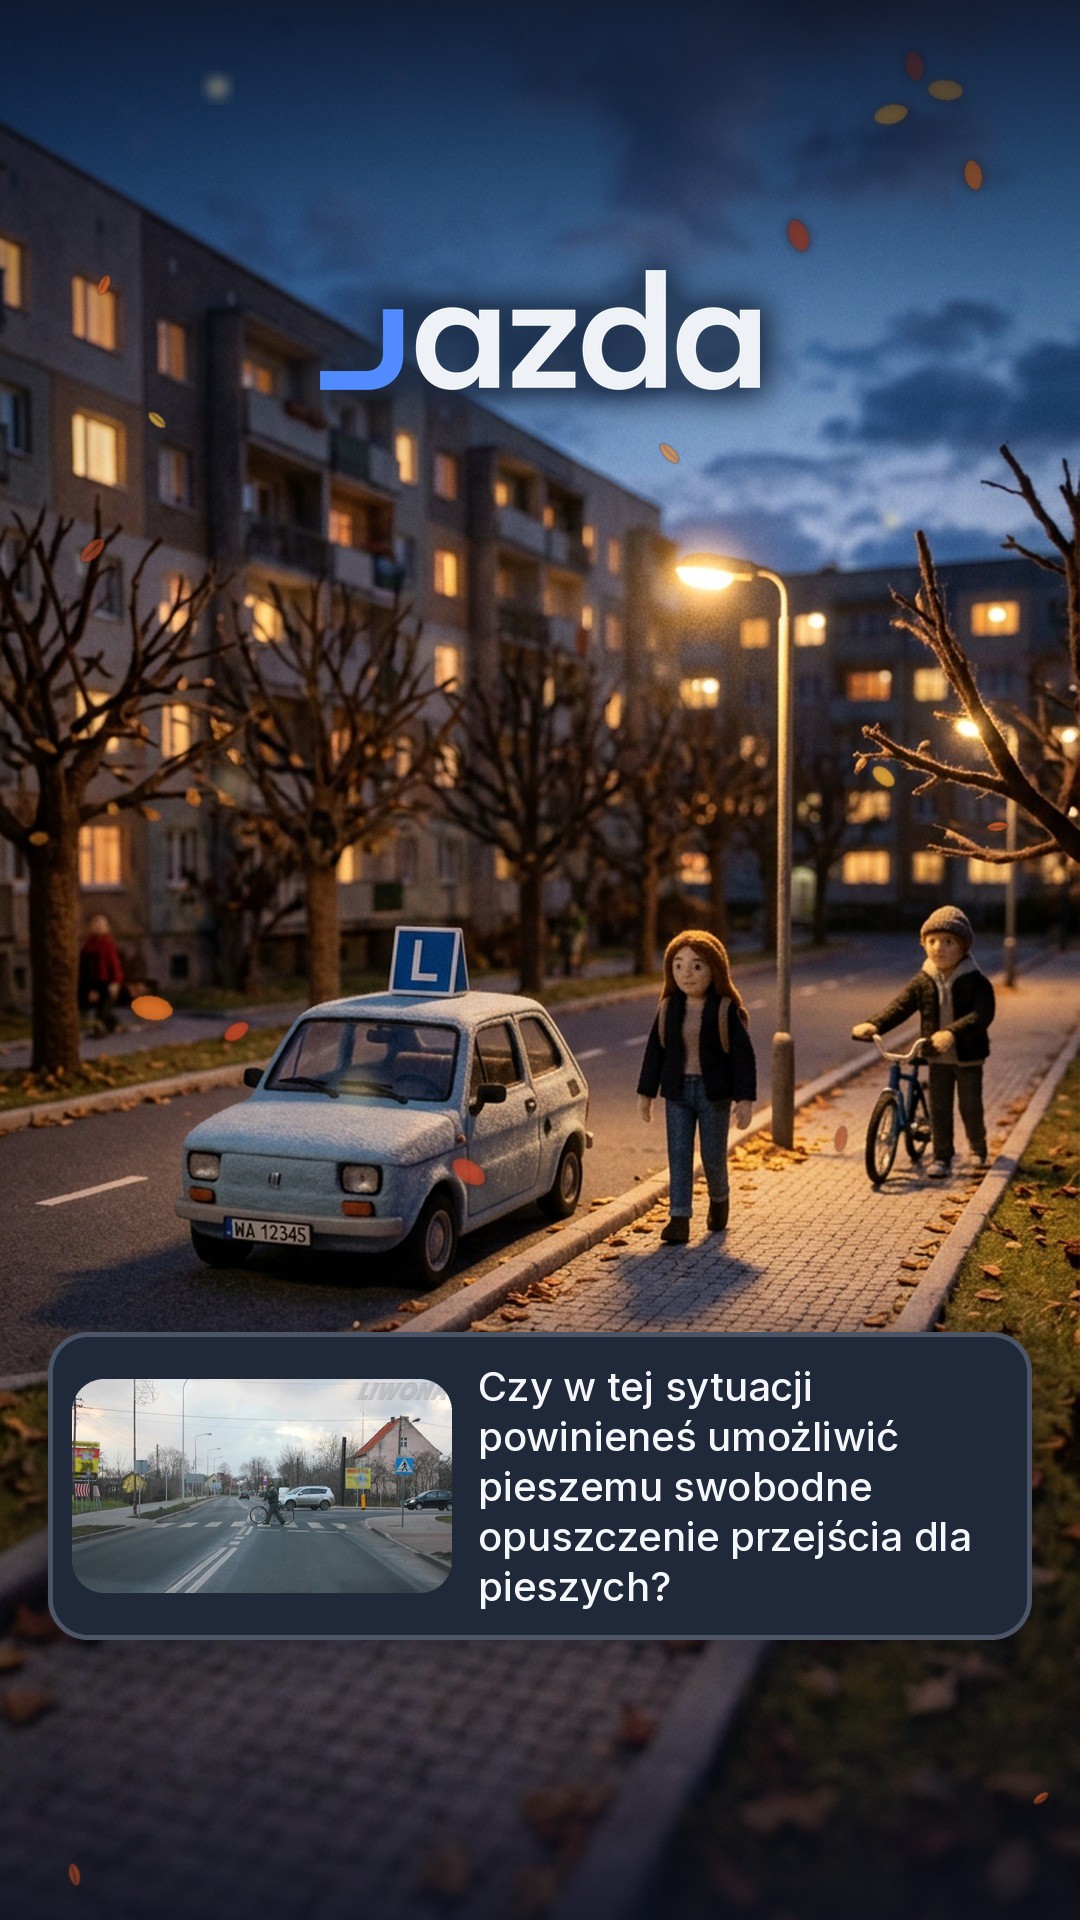 Jazda
L
WA 12345
LIWONA
Czy w tej sytuacji
powinieneś umożliwić
pieszemu swobodne
opuszczenie przejścia dla
pieszych?